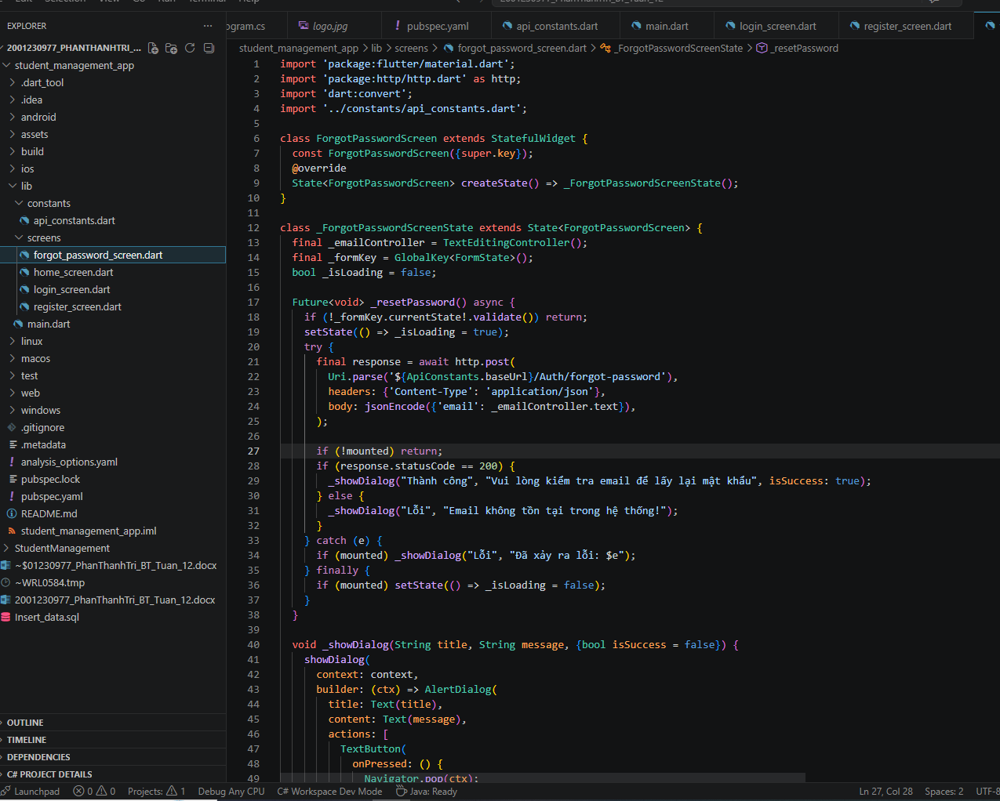 Edit Selection View Go Run Terminal Help
2001230977_PhanThanhTri_BT_Tuan_12
EXPLORER
ogram.cs
logo.jpg
! pubspec.yaml
api_constants.dart
main.dart
login_screen.dart
register_screen.dart
2001230977_PHANTHANHTRI_...
student_management_app > lib > screens > forgot_password_screen.dart > _ForgotPasswordScreenState > _resetPassword
student_management_app
.dart_tool
.idea
android
assets
build
ios
lib
constants
api_constants.dart
screens
forgot_password_screen.dart
home_screen.dart
login_screen.dart
register_screen.dart
main.dart
linux
macos
test
web
windows
.gitignore
.metadata
! analysis_options.yaml
pubspec.lock
! pubspec.yaml
README.md
student_management_app.iml
StudentManagement
~$01230977_PhanThanhTri_BT_Tuan_12.docx
~WRL0584.tmp
2001230977_PhanThanhTri_BT_Tuan_12.docx
Insert_data.sql
OUTLINE
TIMELINE
DEPENDENCIES
C# PROJECT DETAILS
1 import 'package:flutter/material.dart';
2 import 'package:http/http.dart' as http;
3 import 'dart:convert';
4 import '../constants/api_constants.dart';
5
6 class ForgotPasswordScreen extends StatefulWidget {
7 const ForgotPasswordScreen({super.key});
8 @override
9 State<ForgotPasswordScreen> createState() => _ForgotPasswordScreenState();
10 }
11
12 class _ForgotPasswordScreenState extends State<ForgotPasswordScreen> {
13 final _emailController = TextEditingController();
14 final _formKey = GlobalKey<FormState>();
15 bool _isLoading = false;
16
17 Future<void> _resetPassword() async {
18 if (!_formKey.currentState!.validate()) return;
19 setState(() => _isLoading = true);
20 try {
21 final response = await http.post(
22 Uri.parse('${ApiConstants.baseUrl}/Auth/forgot-password'),
23 headers: {'Content-Type': 'application/json'},
24 body: jsonEncode({'email': _emailController.text}),
25 );
26
27 if (!mounted) return;
28 if (response.statusCode == 200) {
29 _showDialog("Thành công", "Vui lòng kiểm tra email để lấy lại mật khẩu", isSuccess: true);
30 } else {
31 _showDialog("Lỗi", "Email không tồn tại trong hệ thống!");
32 }
33 } catch (e) {
34 if (mounted) _showDialog("Lỗi", "Đã xảy ra lỗi: $e");
35 } finally {
36 if (mounted) setState(() => _isLoading = false);
37 }
38 }
39
40 void _showDialog(String title, String message, {bool isSuccess = false}) {
41 showDialog(
42 context: context,
43 builder: (ctx) => AlertDialog(
44 title: Text(title),
45 content: Text(message),
46 actions: [
47 TextButton(
48 onPressed: () {
49 Navigator.pop(ctx);
Launchpad 0 0 Projects: 1 Debug Any CPU C# Workspace Dev Mode Java: Ready Ln 27, Col 28 Spaces: 2 UTF-8